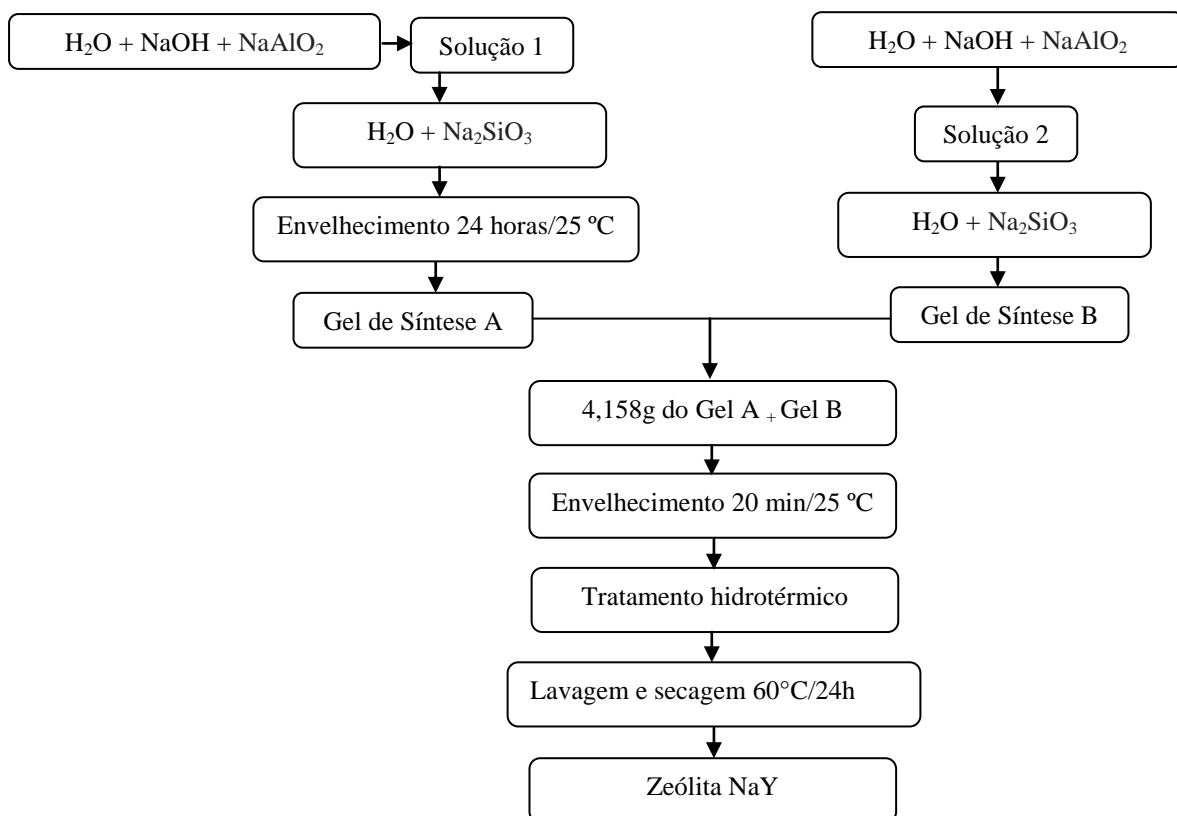 H₂O + NaOH + NaAlO₂
Solução 1
H₂O + Na₂SiO₃
Envelhecimento 24 horas/25 ºC
Gel de Síntese A
H₂O + NaOH + NaAlO₂
Solução 2
H₂O + Na₂SiO₃
Gel de Síntese B
4,158g do Gel A + Gel B
Envelhecimento 20 min/25 ºC
Tratamento hidrotérmico
Lavagem e secagem 60°C/24h
Zeólita NaY